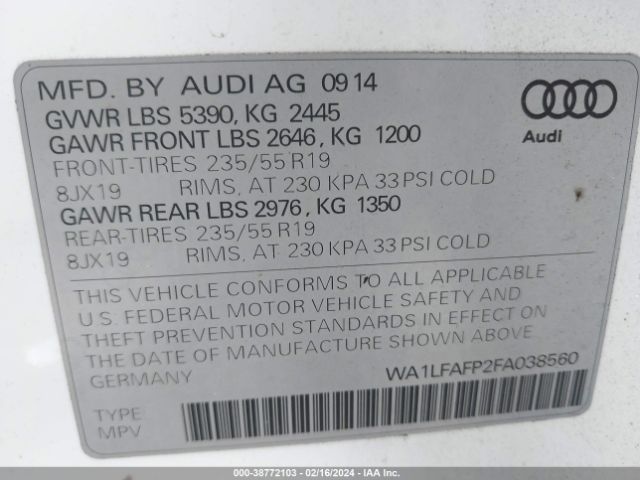 MFD. BY AUDI AG 09 14
GVWR LBS 5390, KG 2445
GAWR FRONT LBS 2646, KG 1200
FRONT-TIRES 235/55 R19
8JX19 RIMS, AT 230 KPA 33 PSI COLD
GAWR REAR LBS 2976, KG 1350
REAR-TIRES 235/55 R19
8JX19 RIMS, AT 230 KPA 33 PSI COLD
Audi
THIS VEHICLE CONFORMS TO ALL APPLICABLE
U.S. FEDERAL MOTOR VEHICLE SAFETY AND
THEFT PREVENTION STANDARDS IN EFFECT ON
THE DATE OF MANUFACTURE SHOWN ABOVE.
GERMANY WA1LFAFP2FA038560
TYPE
MPV
000-38772103 - 02/16/2024 - IAA Inc.